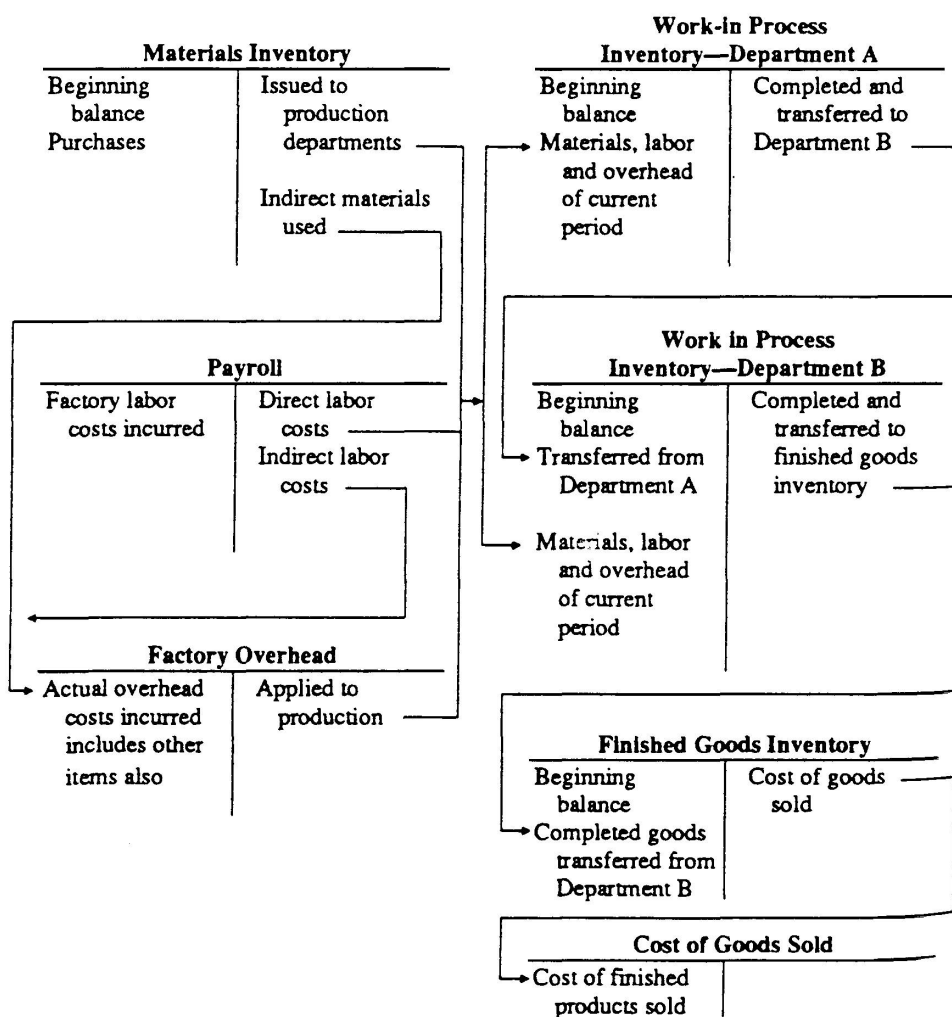 Materials Inventory
Beginning
balance
Purchases
Issued to
production
departments
Indirect materials
used
Work-in Process
Inventory—Department A
Beginning
balance
Materials, labor
and overhead
of current
period
Completed and
transferred to
Department B
Payroll
Factory labor
costs incurred
Direct labor
costs
Indirect labor
costs
Work in Process
Inventory—Department B
Beginning
balance
Transferred from
Department A
Materials, labor
and overhead
of current
period
Completed and
transferred to
finished goods
inventory
Factory Overhead
Actual overhead
costs incurred
includes other
items also
Applied to
production
Finished Goods Inventory
Beginning
balance
Completed goods
transferred from
Department B
Cost of goods
sold
Cost of Goods Sold
Cost of finished
products sold